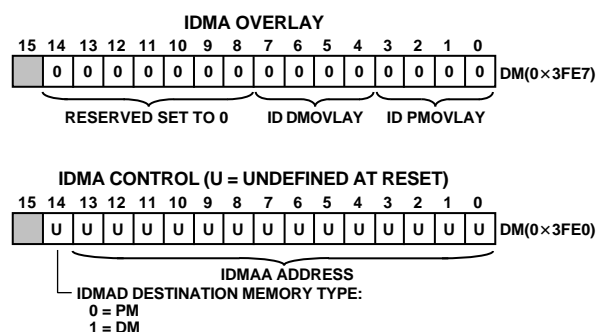 IDMA OVERLAY
15 14 13 12 11 10 9 8 7 6 5 4 3 2 1 0
0 0 0 0 0 0 0 0 0 0 0 0 0 0 0 DM(0×3FE7)
RESERVED SET TO 0 ID DMOVLAY ID PMOVLAY
IDMA CONTROL (U = UNDEFINED AT RESET)
15 14 13 12 11 10 9 8 7 6 5 4 3 2 1 0
U U U U U U U U U U U U U U U DM(0×3FE0)
IDMAA ADDRESS
IDMAD DESTINATION MEMORY TYPE:
0 = PM
1 = DM